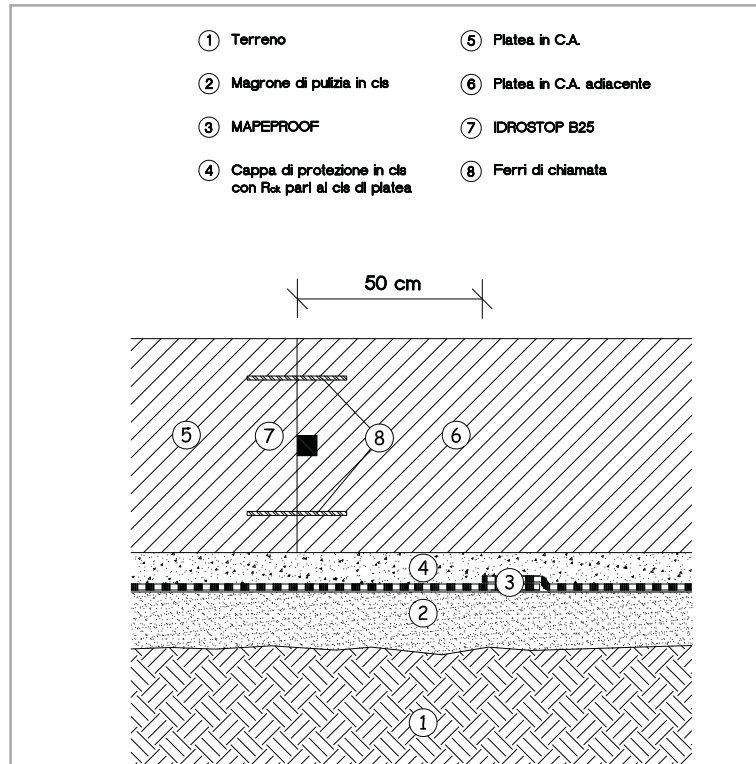 1 Terreno
2 Magrone di pulizia in cls
3 MAPEPROOF
4 Cappa di protezione in cls
con Rck pari al cls di platea
5 Platea in C.A.
6 Platea in C.A. adiacente
7 IDROSTOP B25
8 Ferri di chiamata
50 cm
5
7
8
6
4
3
2
1